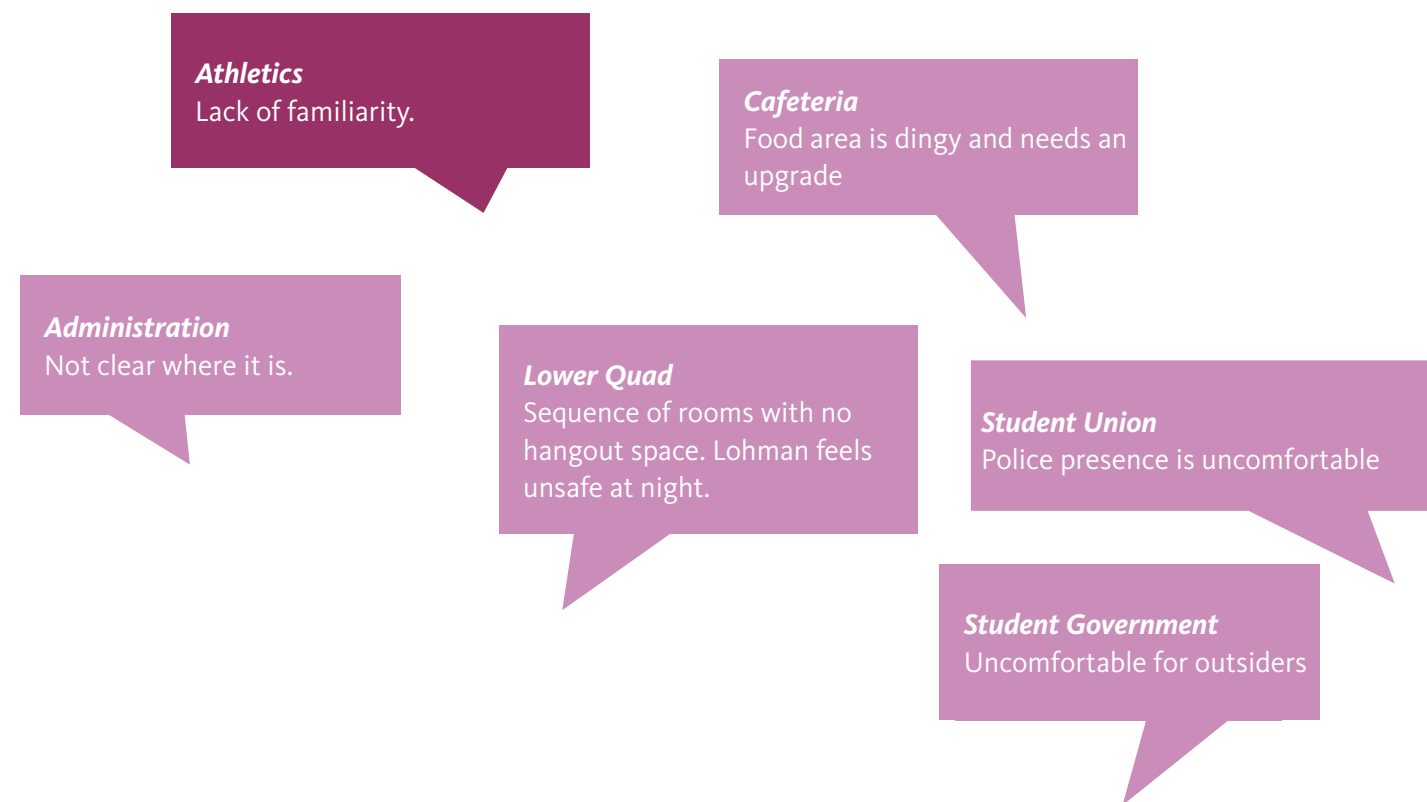 Athletics
Lack of familiarity.
Cafeteria
Food area is dingy and needs an
upgrade
Administration
Not clear where it is.
Lower Quad
Sequence of rooms with no
hangout space. Lohman feels
unsafe at night.
Student Union
Police presence is uncomfortable
Student Government
Uncomfortable for outsiders